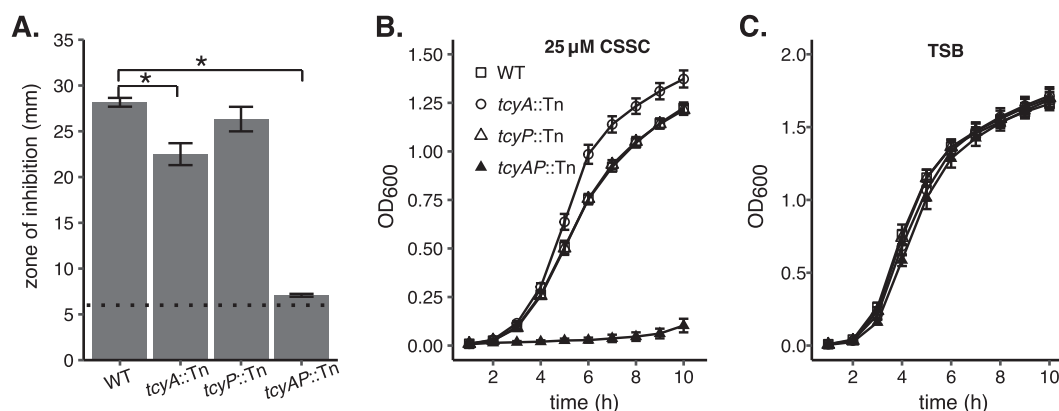 A.
zone of inhibition (mm)
35
30
25
20
15
10
5
0
*
*
WT
tcyA::Tn
tcyP::Tn
tcyAP::Tn
B.
25 µM CSSC
OD600
1.50
1.25
1.00
0.75
0.50
0.25
0.00
WT
tcyA::Tn
tcyP::Tn
tcyAP::Tn
2 4 6 8 10
time (h)
C.
TSB
OD600
2.0
1.5
1.0
0.5
0.0
2 4 6 8 10
time (h)